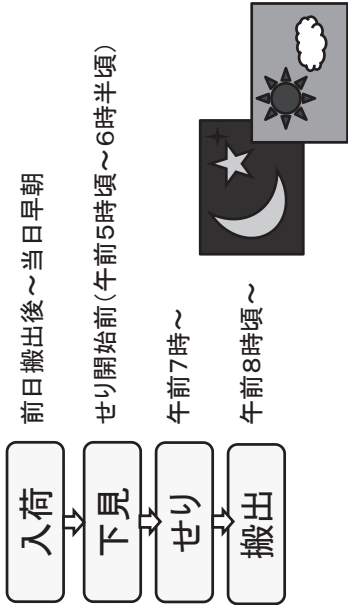 入荷
前日搬出後～当日早朝
下見
せり開始前（午前5時頃～6時半頃）
せり
午前7時～
搬出
午前8時頃～